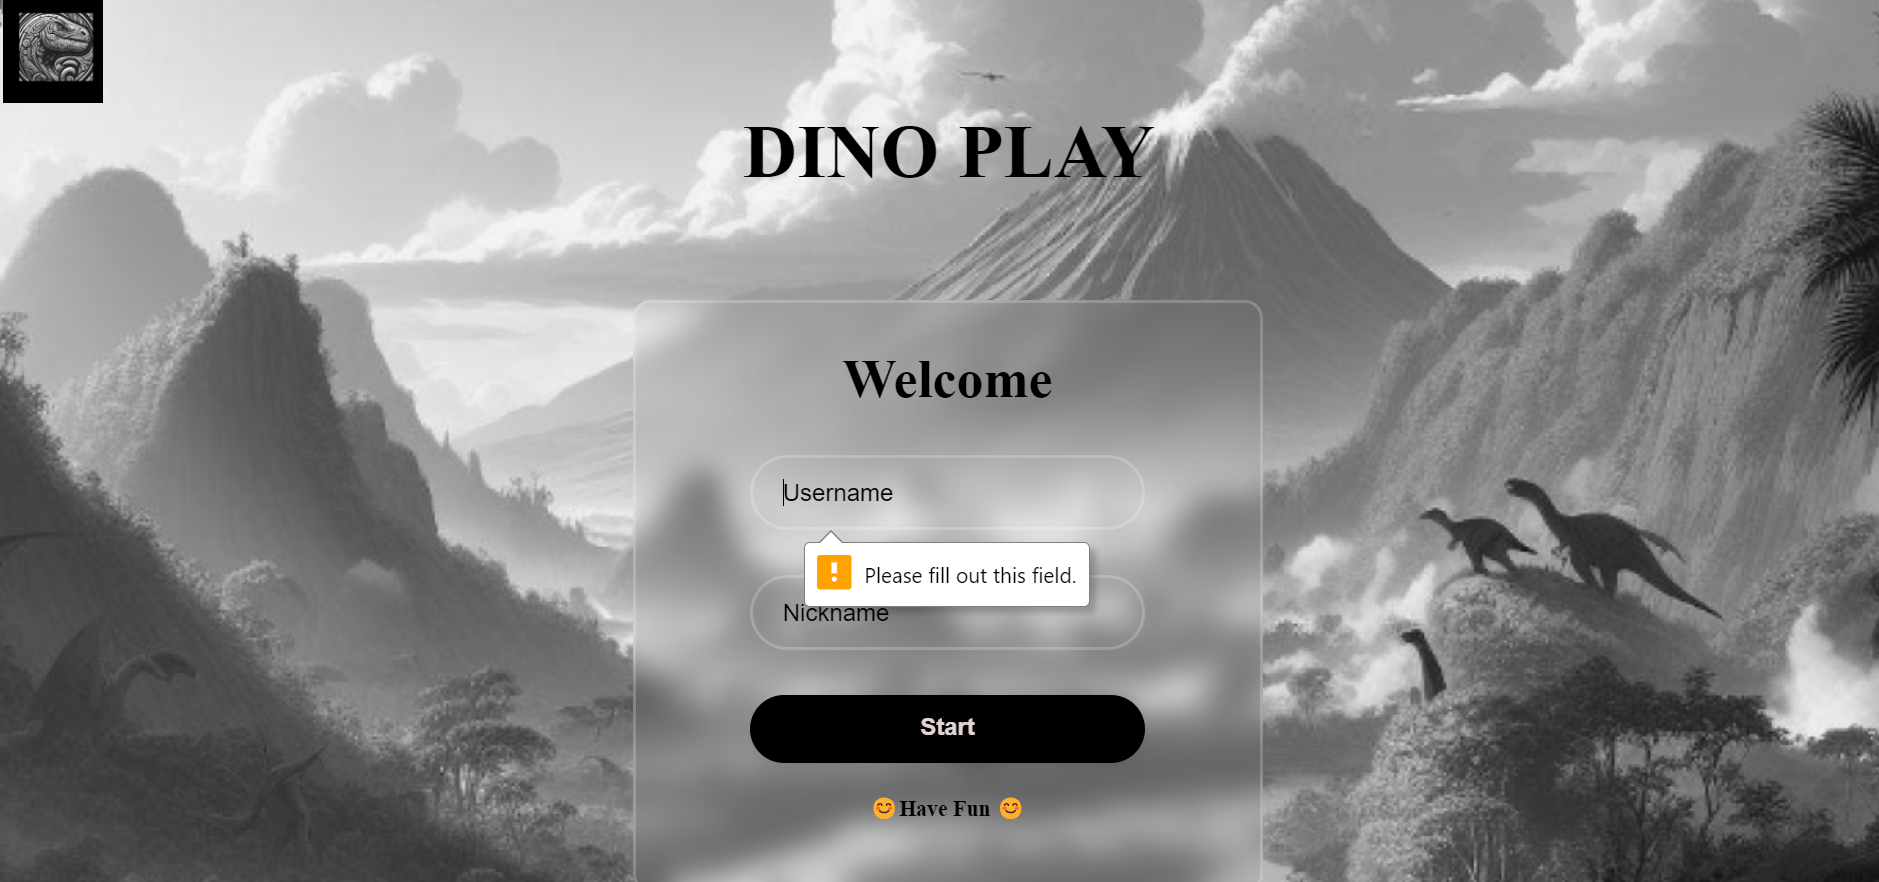 DINO PLAY
Welcome
Username
Please fill out this field.
Nickname
Start
😊Have Fun 😊